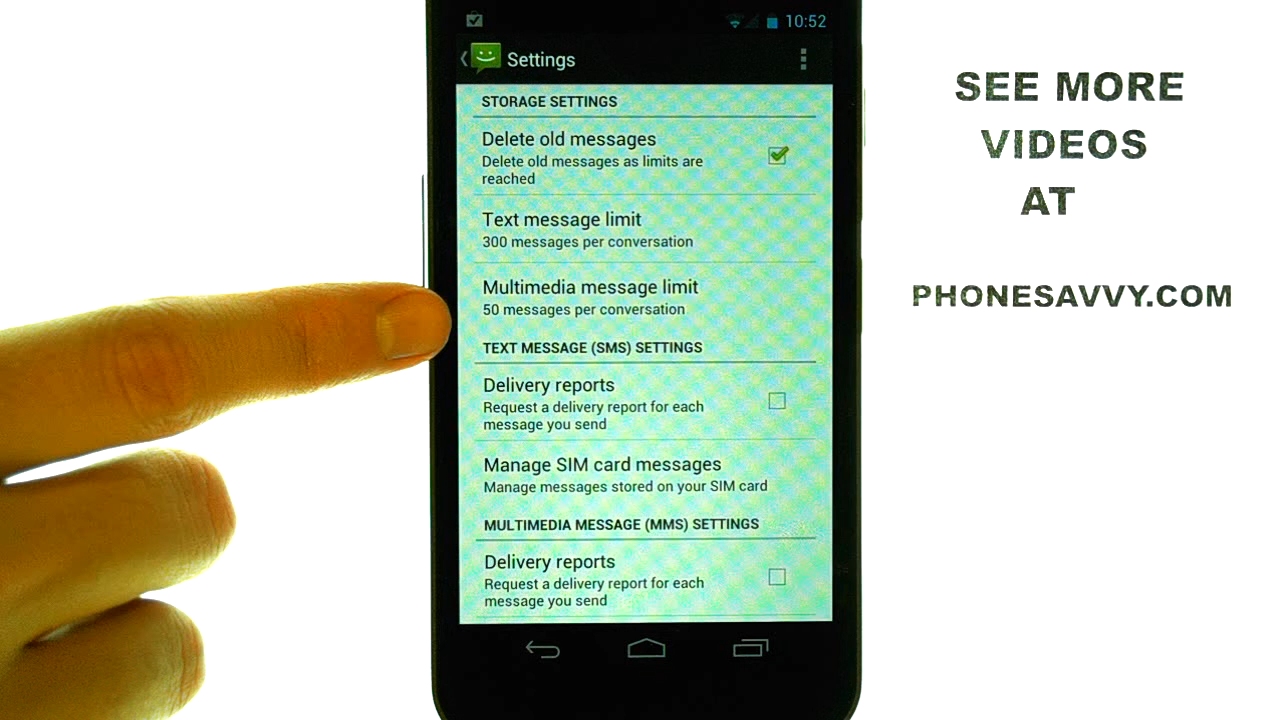 10:52
Settings
STORAGE SETTINGS
Delete old messages
Delete old messages as limits are
reached
Text message limit
300 messages per conversation
Multimedia message limit
50 messages per conversation
TEXT MESSAGE (SMS) SETTINGS
Delivery reports
Request a delivery report for each
message you send
Manage SIM card messages
Manage messages stored on your SIM card
MULTIMEDIA MESSAGE (MMS) SETTINGS
Delivery reports
Request a delivery report for each
message you send
SEE MORE
VIDEOS
AT
PHONESAVVY.COM